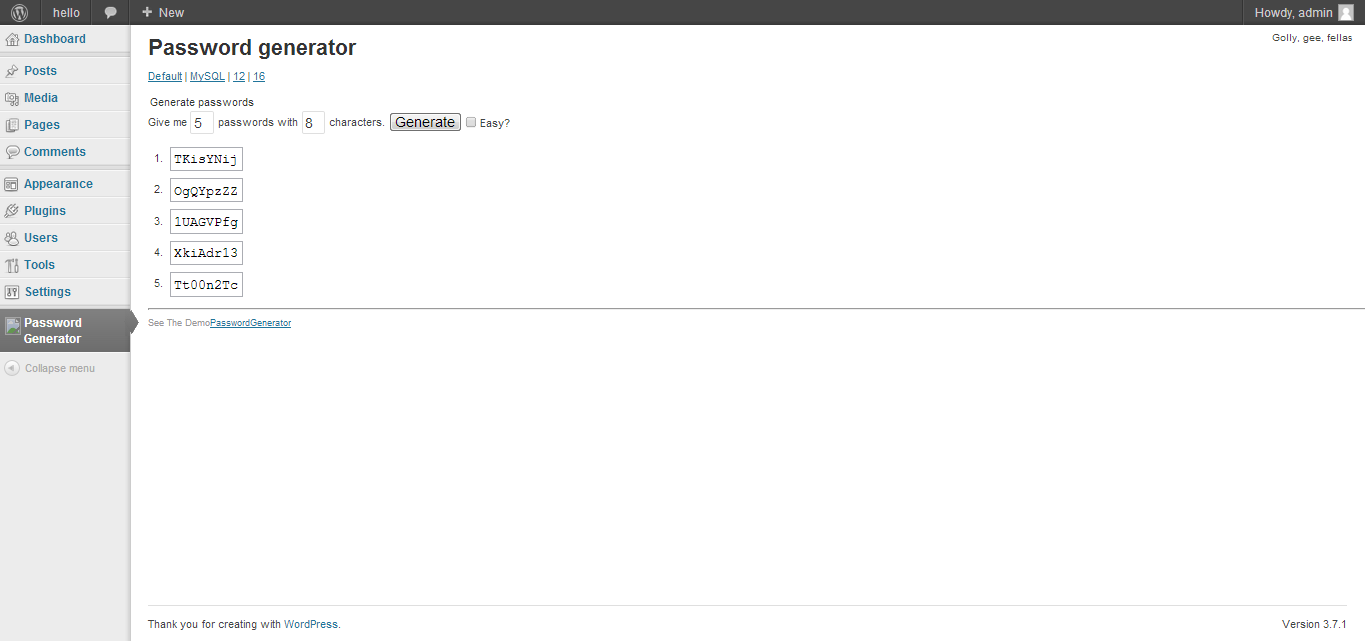 hello
+ New
Howdy, admin
Golly, gee, fellas
Dashboard
Posts
Media
Pages
Comments
Appearance
Plugins
Users
Tools
Settings
Password
Generator
Collapse menu
Password generator
Default | MySQL | 12 | 16
Generate passwords
Give me 5 passwords with 8 characters. Generate Easy?
1. TKisYNij
2. OgQYpzZZ
3. lUAGVPfg
4. XkiAdr13
5. Tt00n2Tc
See The DemoPasswordGenerator
Thank you for creating with WordPress.
Version 3.7.1